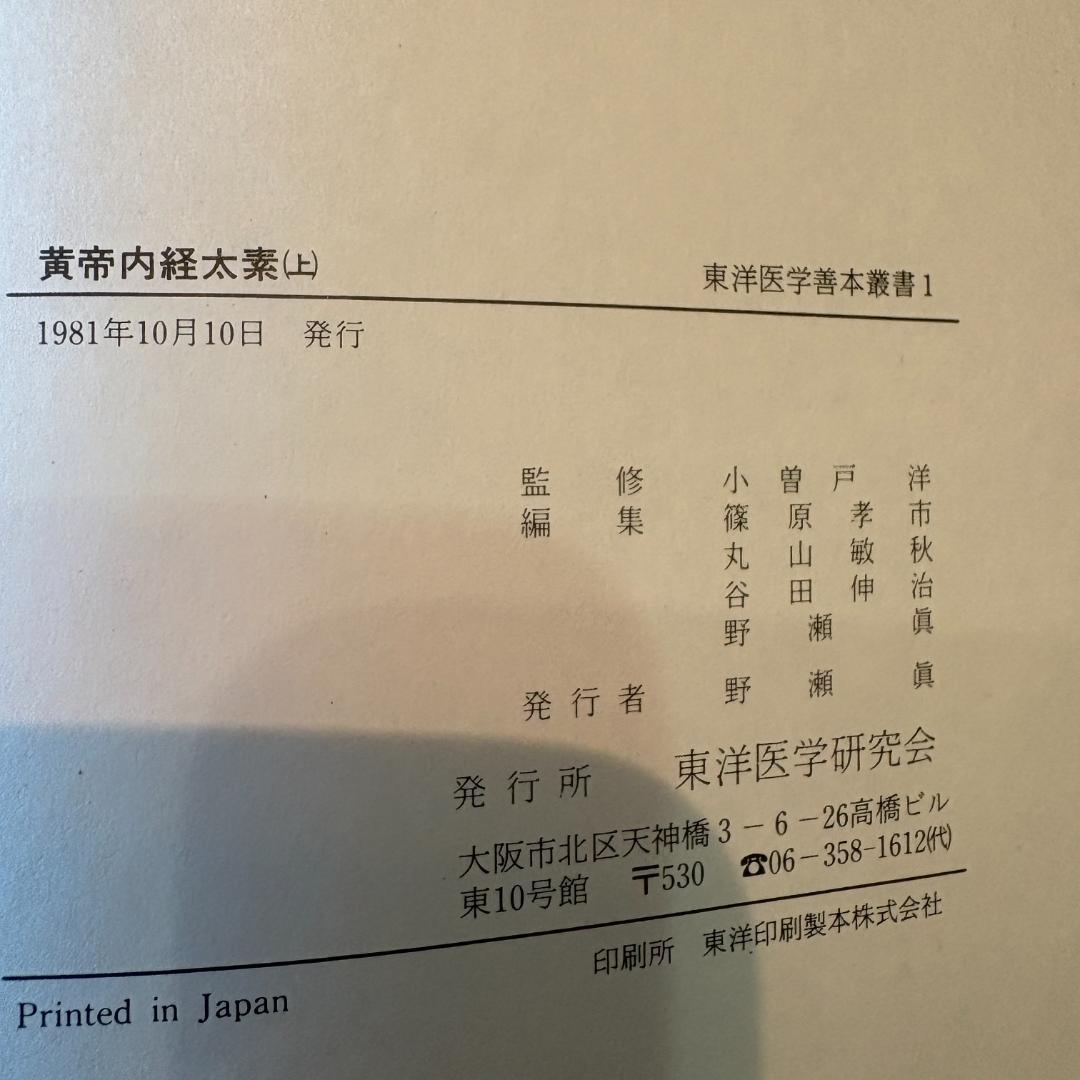 黄帝内経太素(上) 東洋医学善本叢書1
1981年10月10日 発行
監修 小曽戸洋
編集 篠原孝市
丸山敏秋
谷田伸治
野瀬眞
発行者 野瀬眞
発行所 東洋医学研究会
大阪市北区天神橋3-6-26高橋ビル
東10号館 〒530 ☎06-358-1612(代)
印刷所 東洋印刷製本株式会社
Printed in Japan